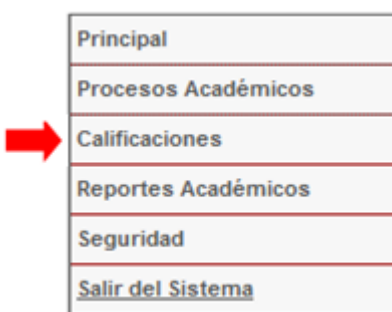 Principal
Procesos Académicos
Calificaciones
Reportes Académicos
Seguridad
Salir del Sistema